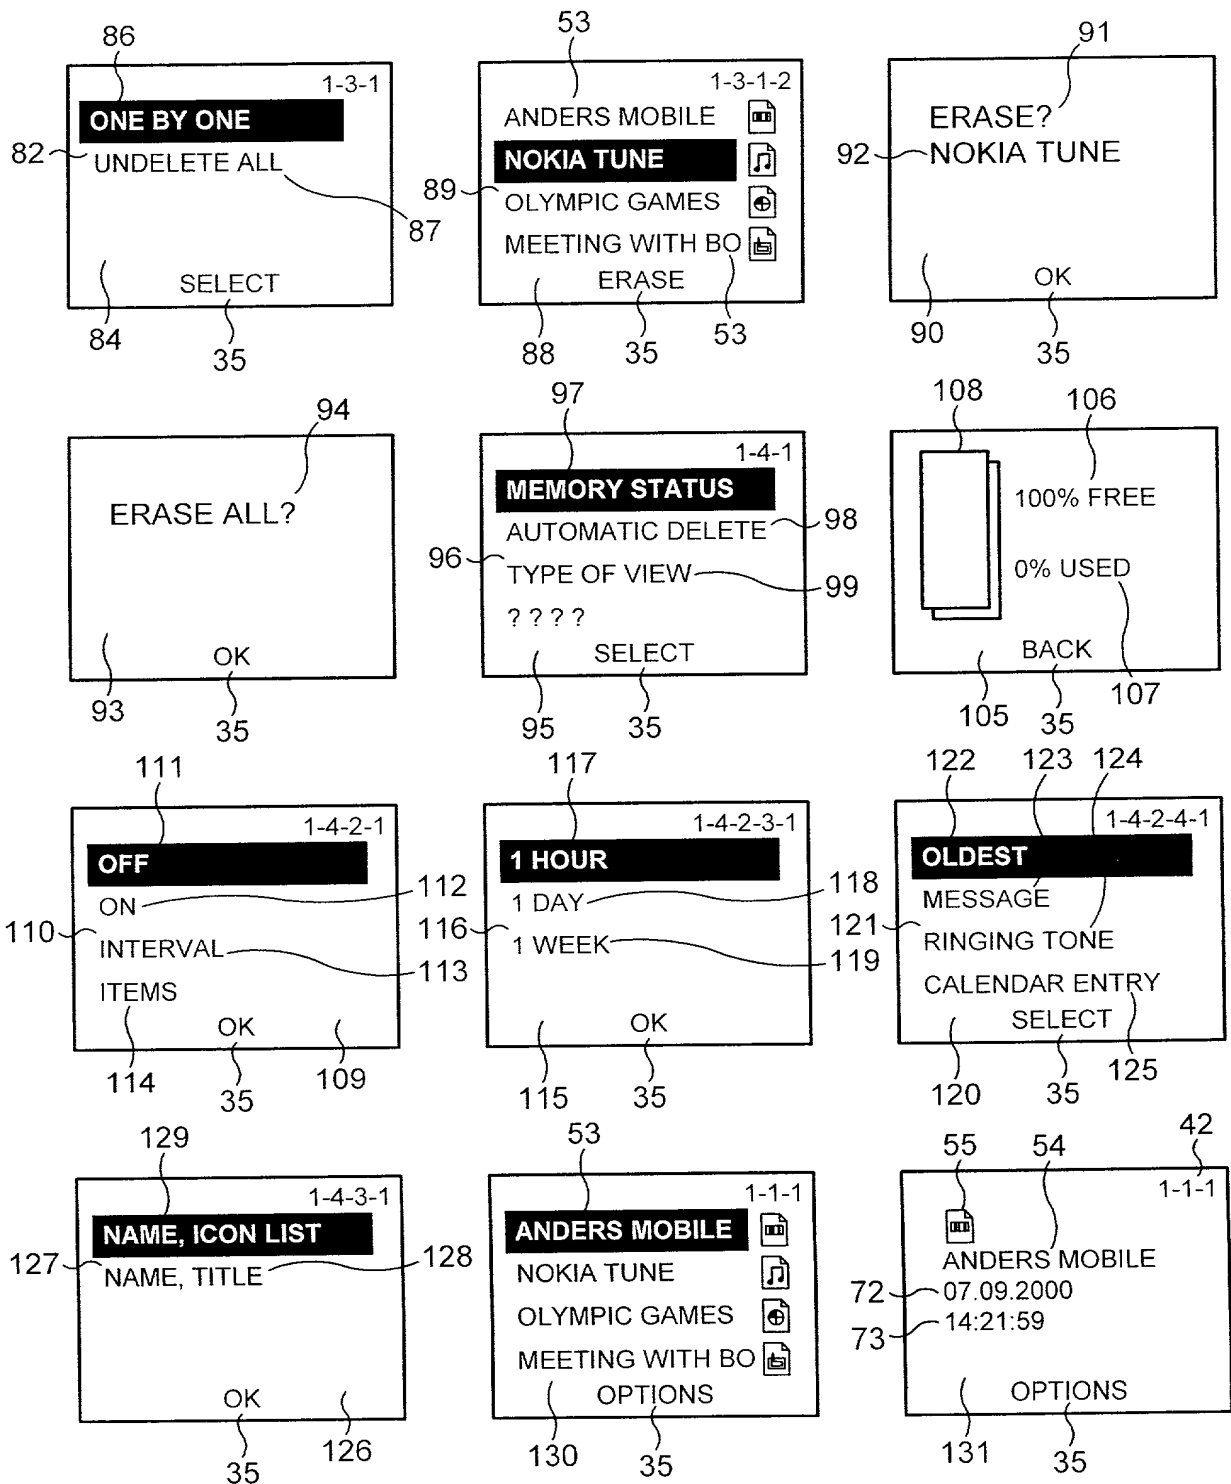 86
1-3-1
ONE BY ONE
82 UNDELETE ALL
87
SELECT
84
35
53
1-3-1-2
ANDERS MOBILE
NOKIA TUNE
89 OLYMPIC GAMES
MEETING WITH BO
ERASE
88
35
53
91
ERASE?
92 NOKIA TUNE
OK
90
35
94
ERASE ALL?
OK
93
35
97
1-4-1
MEMORY STATUS
AUTOMATIC DELETE 98
96
TYPE OF VIEW 99
? ? ? ?
SELECT
95
35
108
106
100% FREE
0% USED
BACK
105
35
107
111
1-4-2-1
OFF
ON 112
110
INTERVAL 113
ITEMS
OK
114
35
109
117
1-4-2-3-1
1 HOUR
1 DAY 118
116
1 WEEK 119
OK
115
35
122
123
124
1-4-2-4-1
OLDEST
MESSAGE
121
RINGING TONE
CALENDAR ENTRY
SELECT
120
35
125
129
1-4-3-1
NAME, ICON LIST
127 NAME, TITLE 128
OK
35
126
53
1-1-1
ANDERS MOBILE
NOKIA TUNE
OLYMPIC GAMES
MEETING WITH BO
OPTIONS
130
35
55
54
42
1-1-1
ANDERS MOBILE
72 07.09.2000
73 14:21:59
OPTIONS
131
35